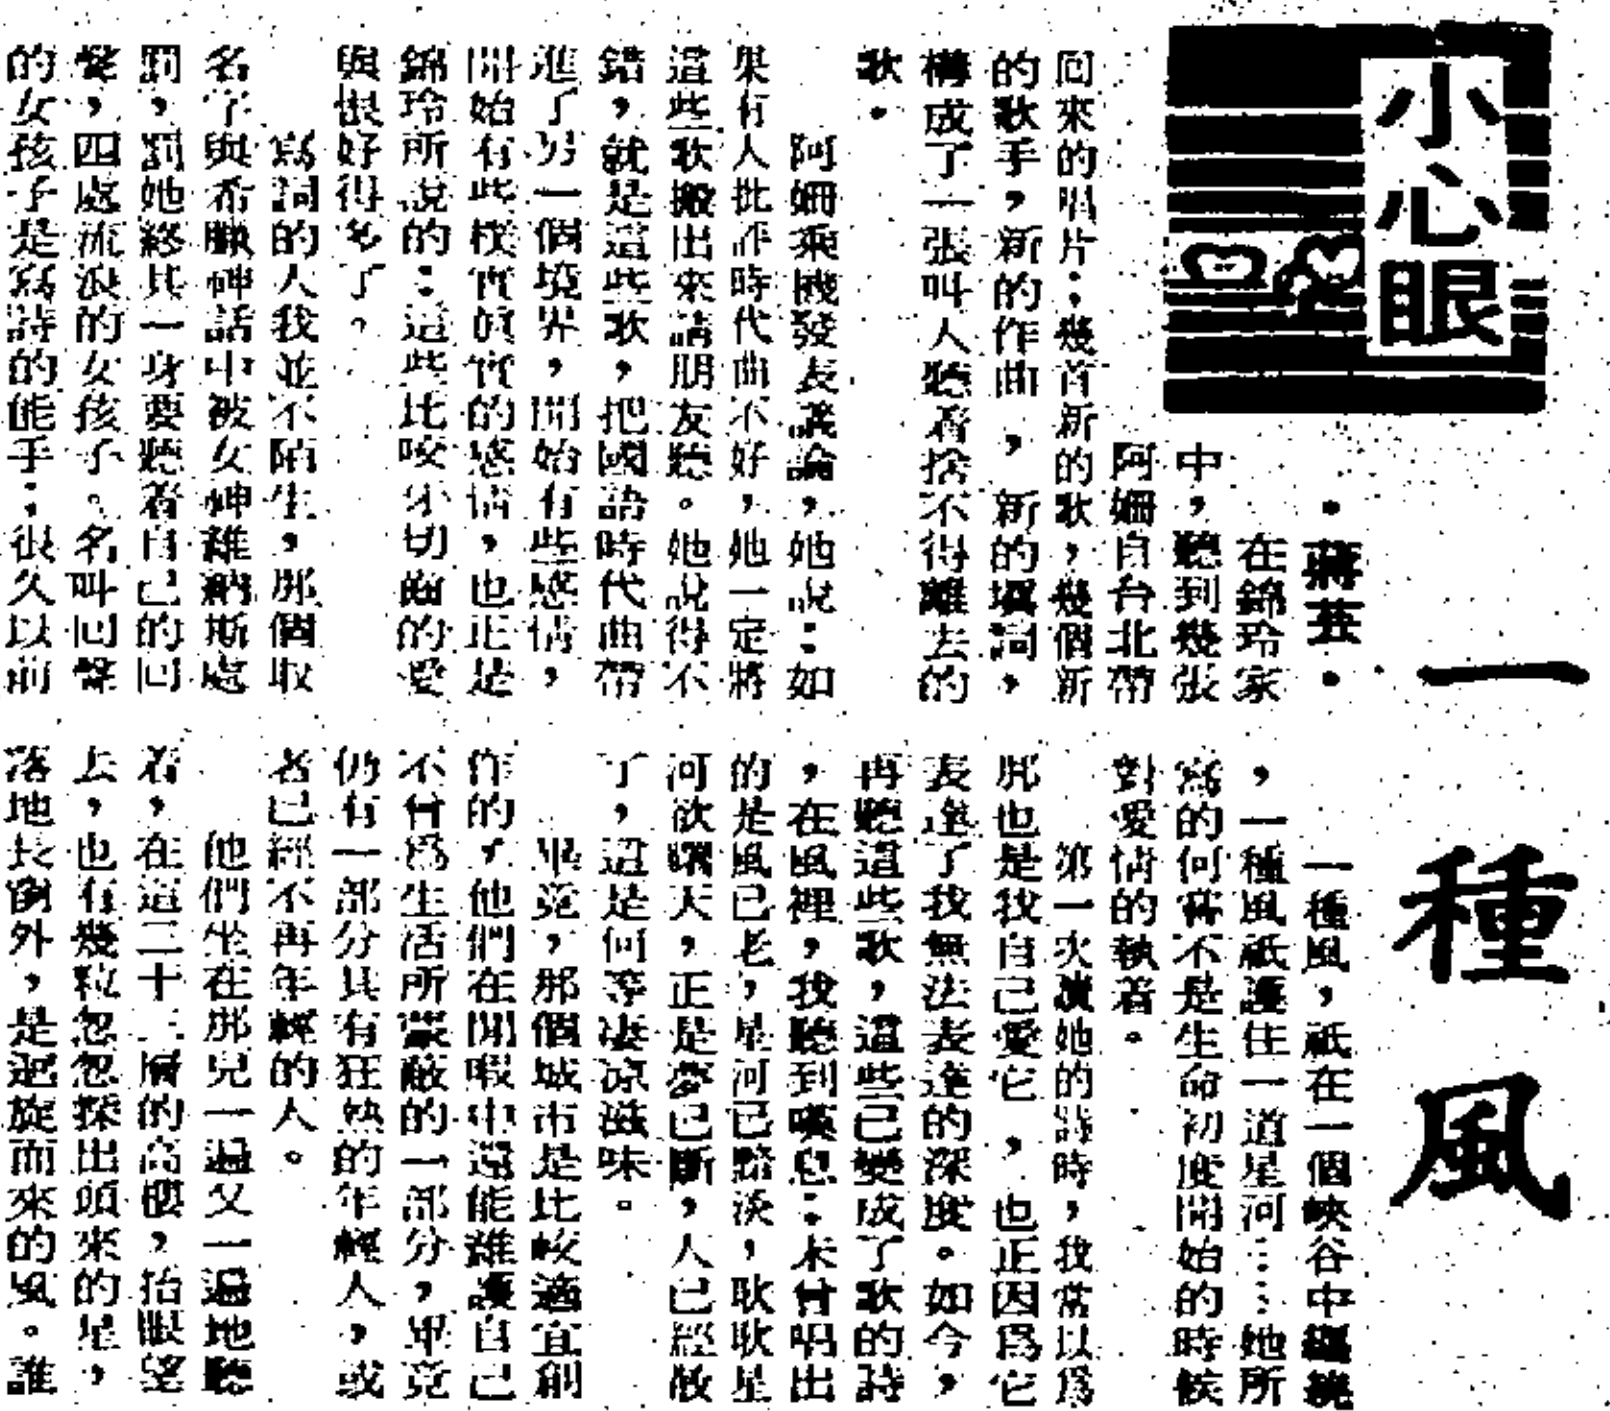 小心眼
一種風
·蔣芸·
在錦玲家
中，聽到幾張
阿姍自台北帶
回來的唱片；幾首新的歌，幾個新
的歌手，新的作曲，新的填詞，
構成了一張叫人聽着捨不得離去的
歌。
阿姍乘機發表議論，她說：如
果有人批評時代曲不好，她一定將
這些歌搬出來請朋友聽。她說得不
錯，就是這些歌，把國語時代曲帶
進了另一個境界，開始有些感情，
開始有些樸實真實的感情，也正是
錦玲所說的：這些比咬牙切齒的愛
與恨好得多了。
寫詞的人我並不陌生，那個取
名字與希臘神話中被女神維納斯處
罰，罰她終其一身要聽着自己的回
聲，四處流浪的女孩子。名叫回聲
的女孩子是寫詩的能手；很久以前
一種風，祇在一個峽谷中繾繞
，一種風祇護住一道星河……她所
寫的何嘗不是生命初度開始的時候
對愛情的執着。
第一次讀她的詩時，我常以爲
那也是我自己愛它，也正因爲它
表達了我無法表達的深度。如今，
再聽這些歌，這些已變成了歌的詩
，在風裡，我聽到嘆息：未曾唱出
的是風已老，星河已黯淡，耿耿星
河欲曙天，正是夢已斷，人已經散
了，這是何等凄凉滋味。
畢竟，那個城市是比較適宜創
作的，他們在閒暇中還能維護自己
不曾爲生活所蒙蔽的一部分，畢竟
仍有一部分具有狂熱的年輕人，或
者已經不再年輕的人。
他們坐在那兒一遍又一遍地聽
着，在這二十二層的高樓，抬眼望
去，也有幾粒忽忽探出頭來的星，
落地長窗外，是迴旋而來的風。誰